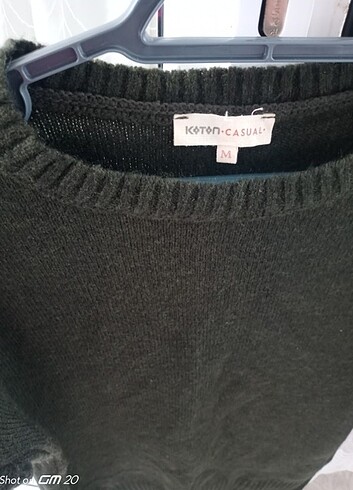 KOTON • CASUAL •
M
Shot on GM 20